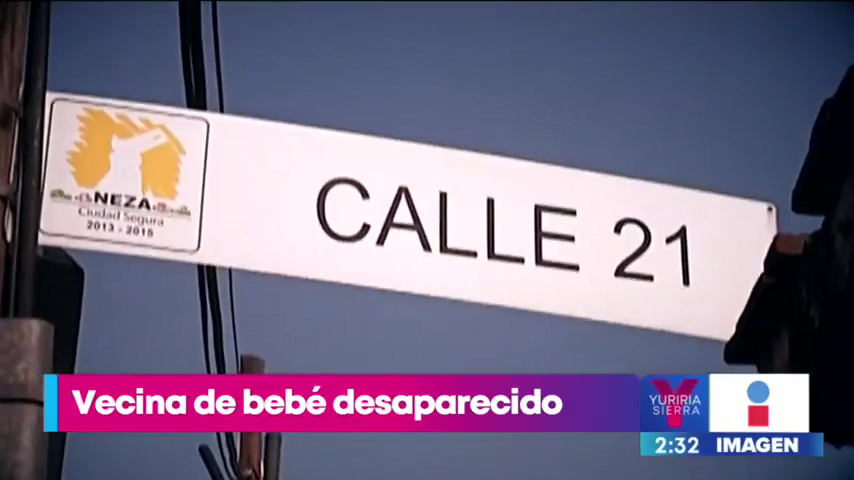 NEZA
Ciudad Segura
2013 - 2015
CALLE 21
Vecina de bebé desaparecido
YURIRIA
SIERRA
2:32 IMAGEN